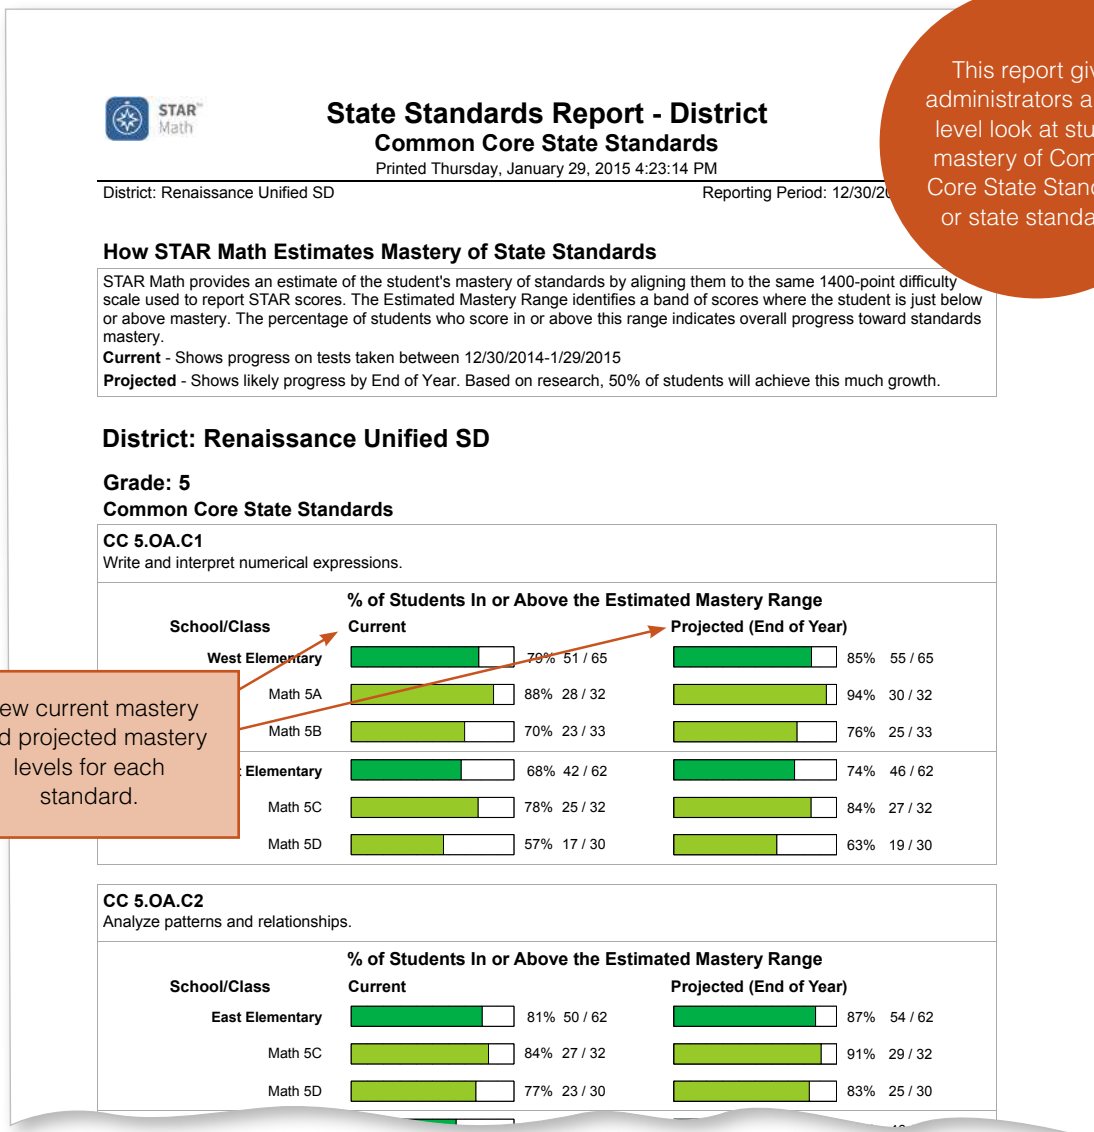 This report
administrators
level look at
mastery of
Core State
or state
STAR™
Math
State Standards Report - District
Common Core State Standards
Printed Thursday, January 29, 2015 4:23:14 PM
District: Renaissance Unified SD
Reporting Period: 12/30/
How STAR Math Estimates Mastery of State Standards
STAR Math provides an estimate of the student's mastery of standards by aligning them to the same 1400-point difficulty
scale used to report STAR scores. The Estimated Mastery Range identifies a band of scores where the student is just below
or above mastery. The percentage of students who score in or above this range indicates overall progress toward standards
mastery.
Current - Shows progress on tests taken between 12/30/2014-1/29/2015
Projected - Shows likely progress by End of Year. Based on research, 50% of students will achieve this much growth.
District: Renaissance Unified SD
Grade: 5
Common Core State Standards
CC 5.OA.C1
Write and interpret numerical expressions.
% of Students In or Above the Estimated Mastery Range
School/Class Current Projected (End of Year)
West Elementary 79% 51 / 65 85% 55 / 65
Math 5A 88% 28 / 32 94% 30 / 32
Math 5B 70% 23 / 33 76% 25 / 33
Elementary 68% 42 / 62 74% 46 / 62
Math 5C 78% 25 / 32 84% 27 / 32
Math 5D 57% 17 / 30 63% 19 / 30
current mastery
projected mastery
levels for each
standard.
CC 5.OA.C2
Analyze patterns and relationships.
% of Students In or Above the Estimated Mastery Range
School/Class Current Projected (End of Year)
East Elementary 81% 50 / 62 87% 54 / 62
Math 5C 84% 27 / 32 91% 29 / 32
Math 5D 77% 23 / 30 83% 25 / 30